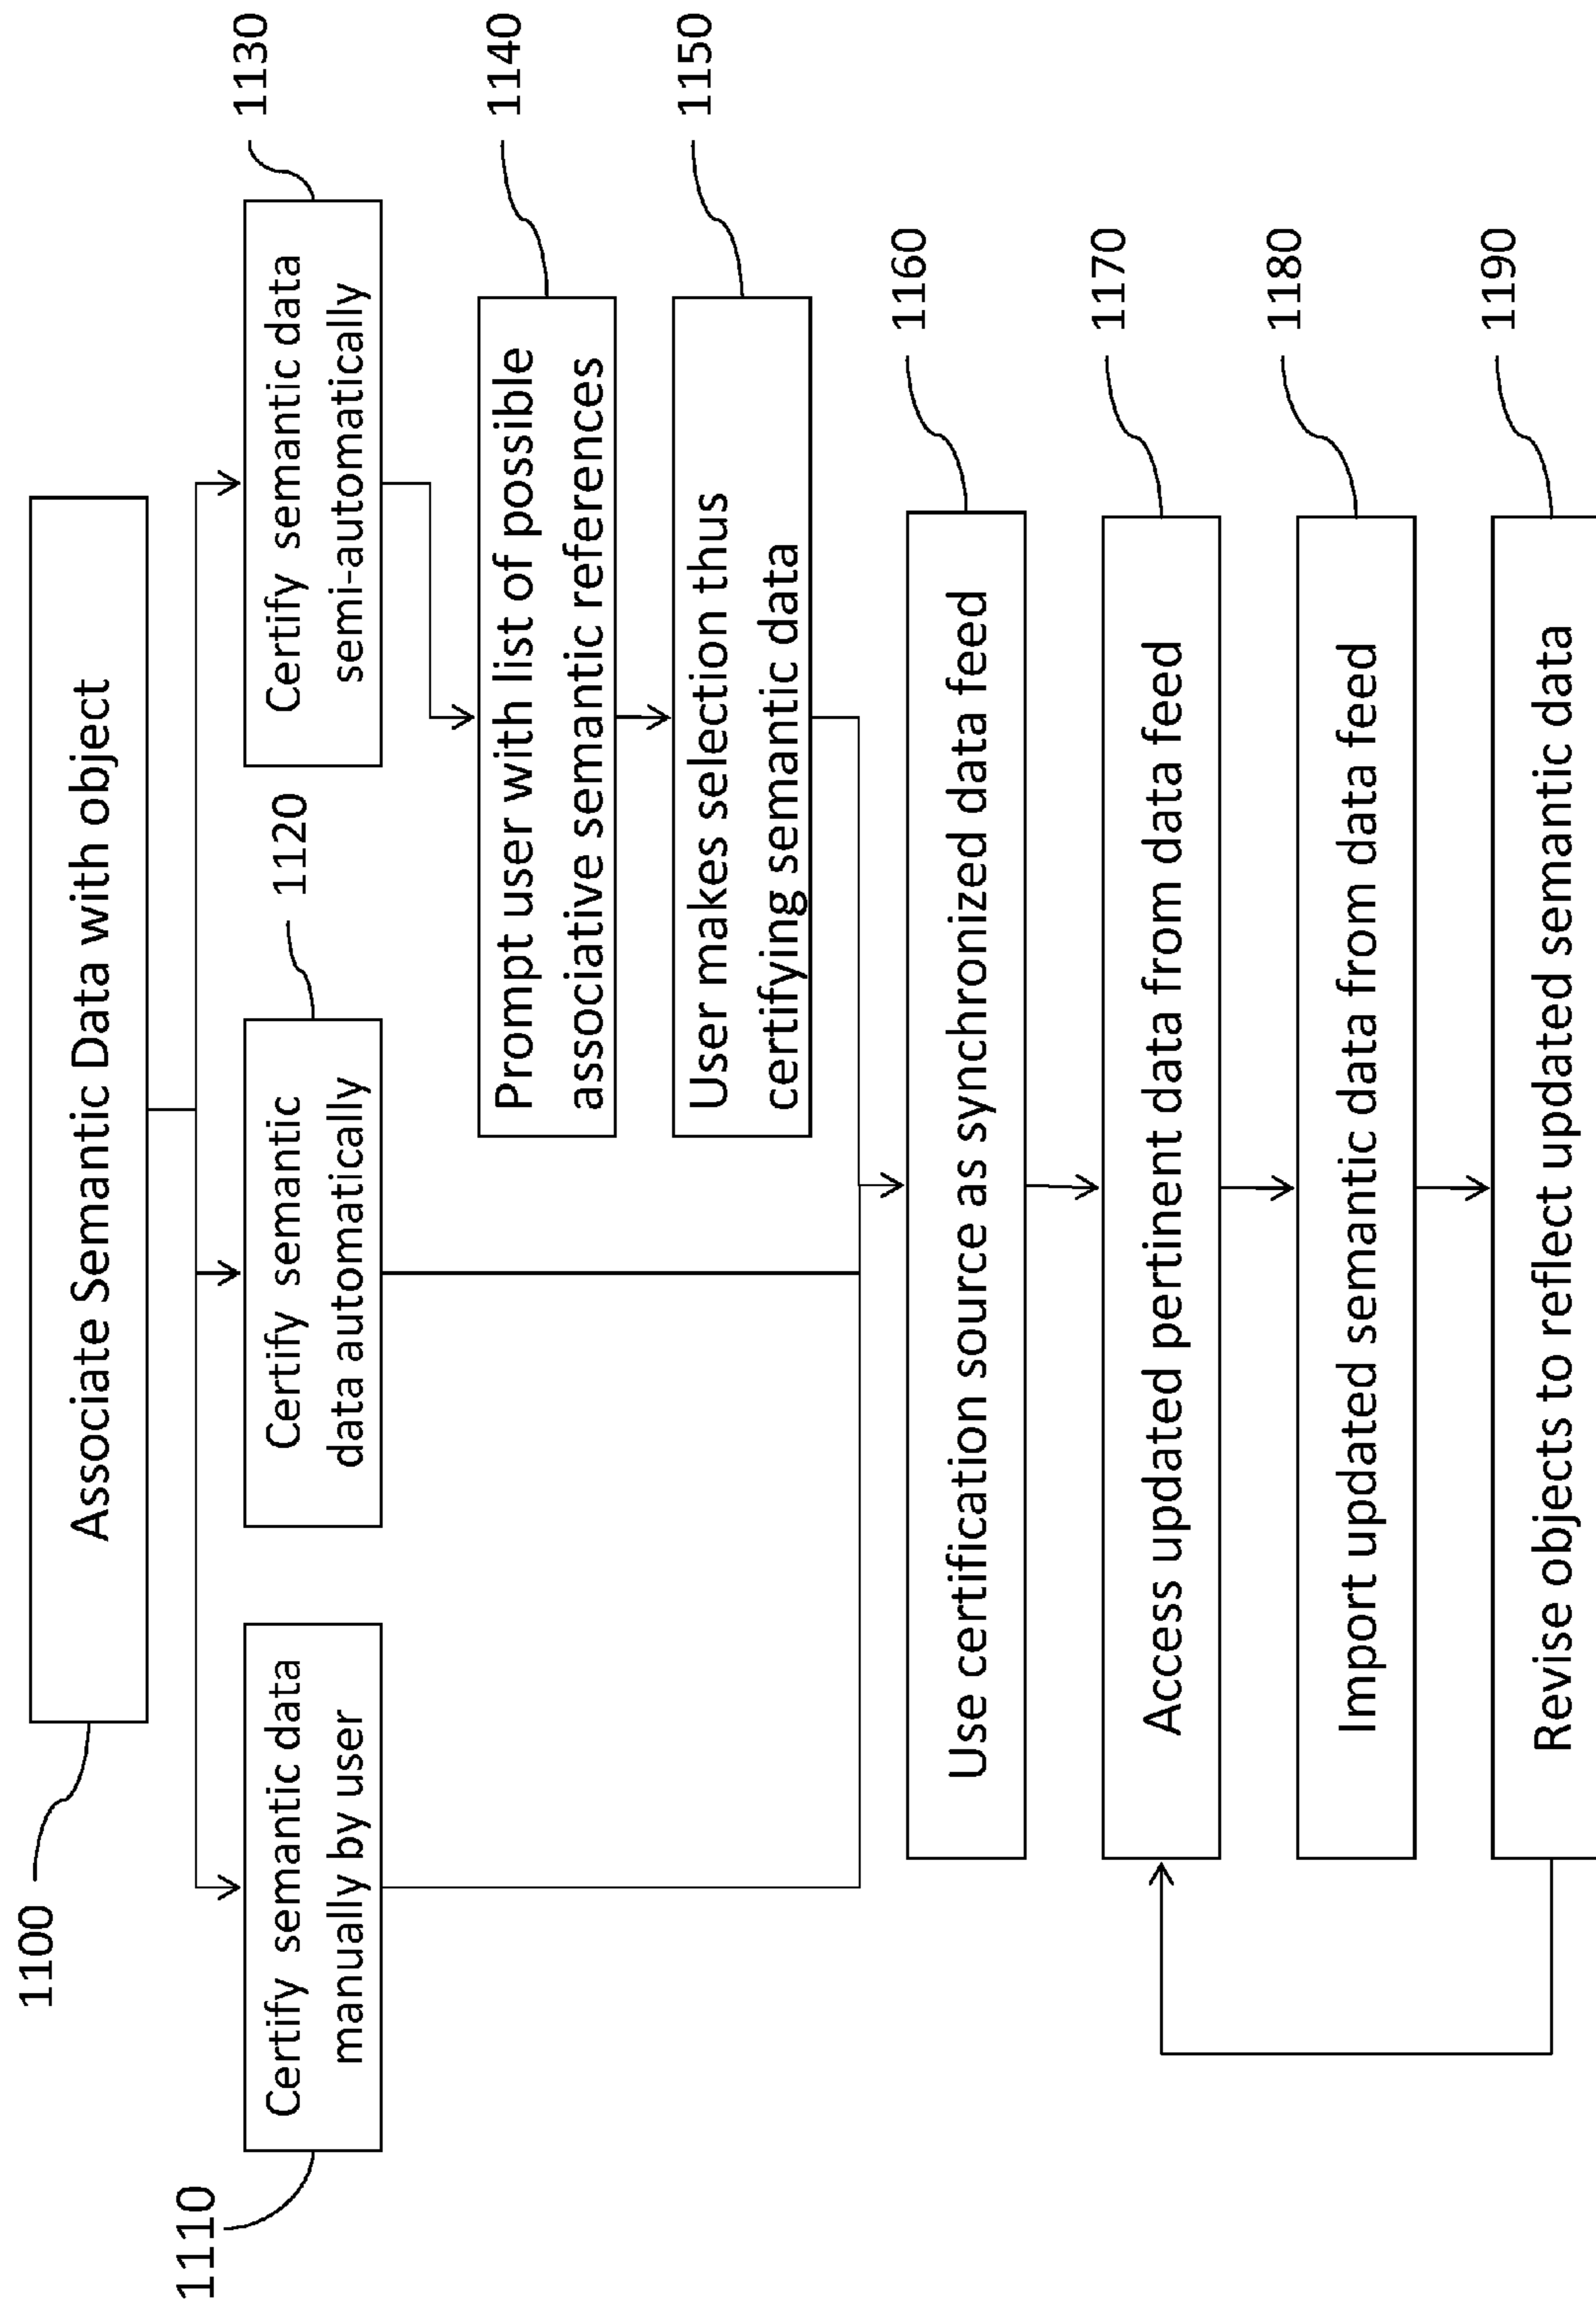 1100
Associate Semantic Data with object
1110
Certify semantic data
manually by user
1120
Certify semantic
data automatically
1130
Certify semantic data
semi-automatically
1140
Prompt user with list of possible
associative semantic references
1150
User makes selection thus
certifying semantic data
1160
Use certification source as synchronized data feed
1170
Access updated pertinent data from data feed
1180
Import updated semantic data from data feed
1190
Revise objects to reflect updated semantic data